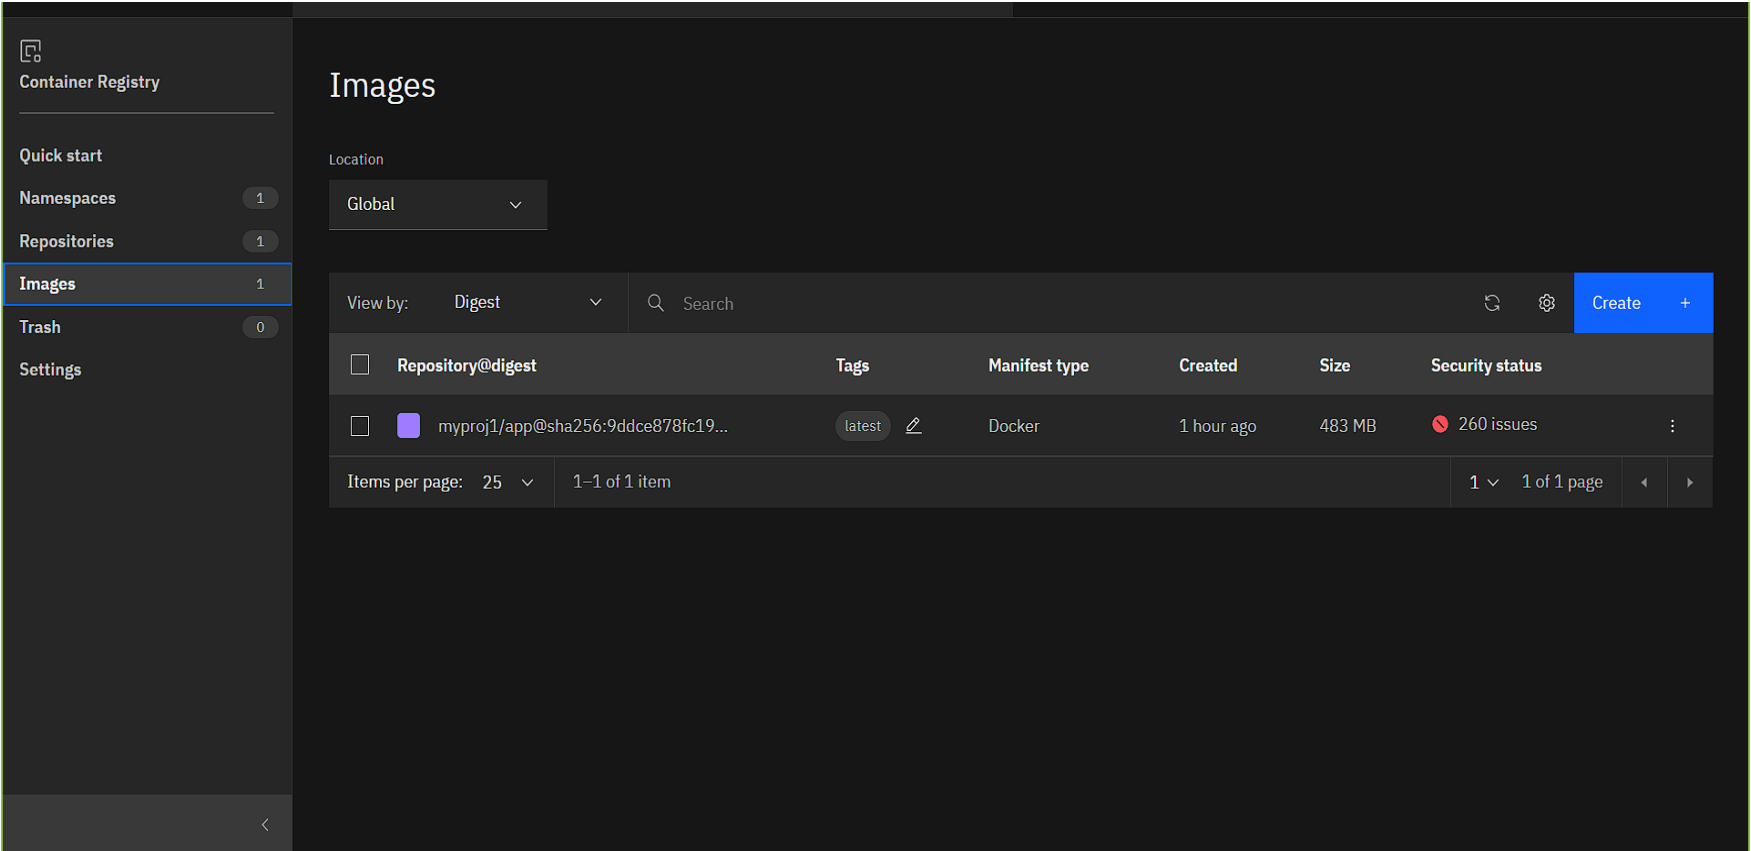 Container Registry
Quick start
Namespaces 1
Repositories 1
Images 1
Trash 0
Settings
Images
Location
Global
View by: Digest Search Create +
Repository@digest Tags Manifest type Created Size Security status
myproj1/app@sha256:9ddce878fc19... latest Docker 1 hour ago 483 MB 260 issues
Items per page: 25 1–1 of 1 item 1 1 of 1 page